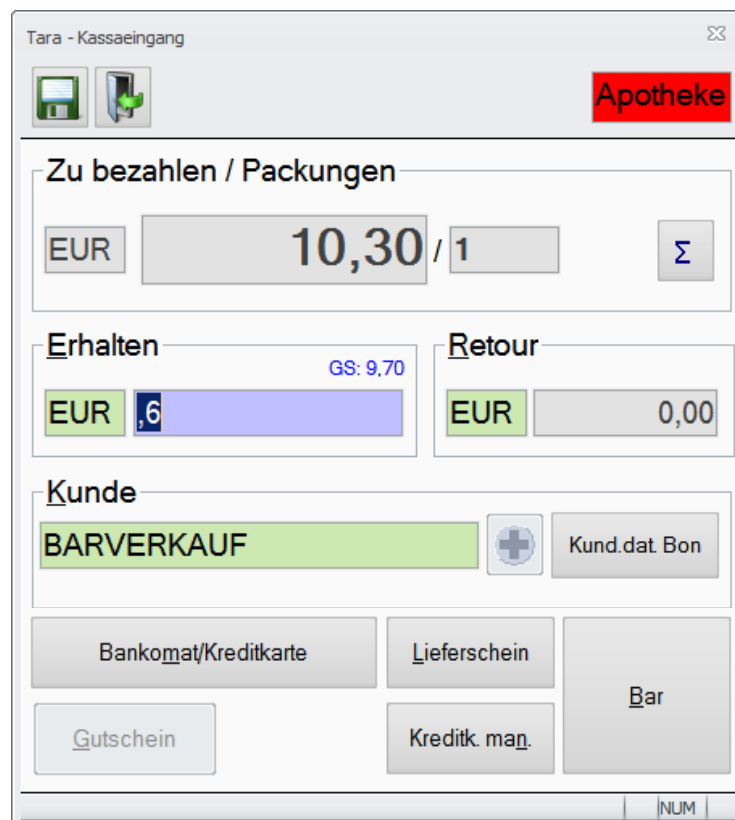 Tara - Kassaeingang
Apotheke
Zu bezahlen / Packungen
EUR 10,30 / 1 Σ
Erhalten
GS: 9,70
EUR ,6
Retour
EUR 0,00
Kunde
BARVERKAUF Kund.dat. Bon
Bankomat/Kreditkarte Lieferschein
Bar
Gutschein Kreditk. man.
NUM